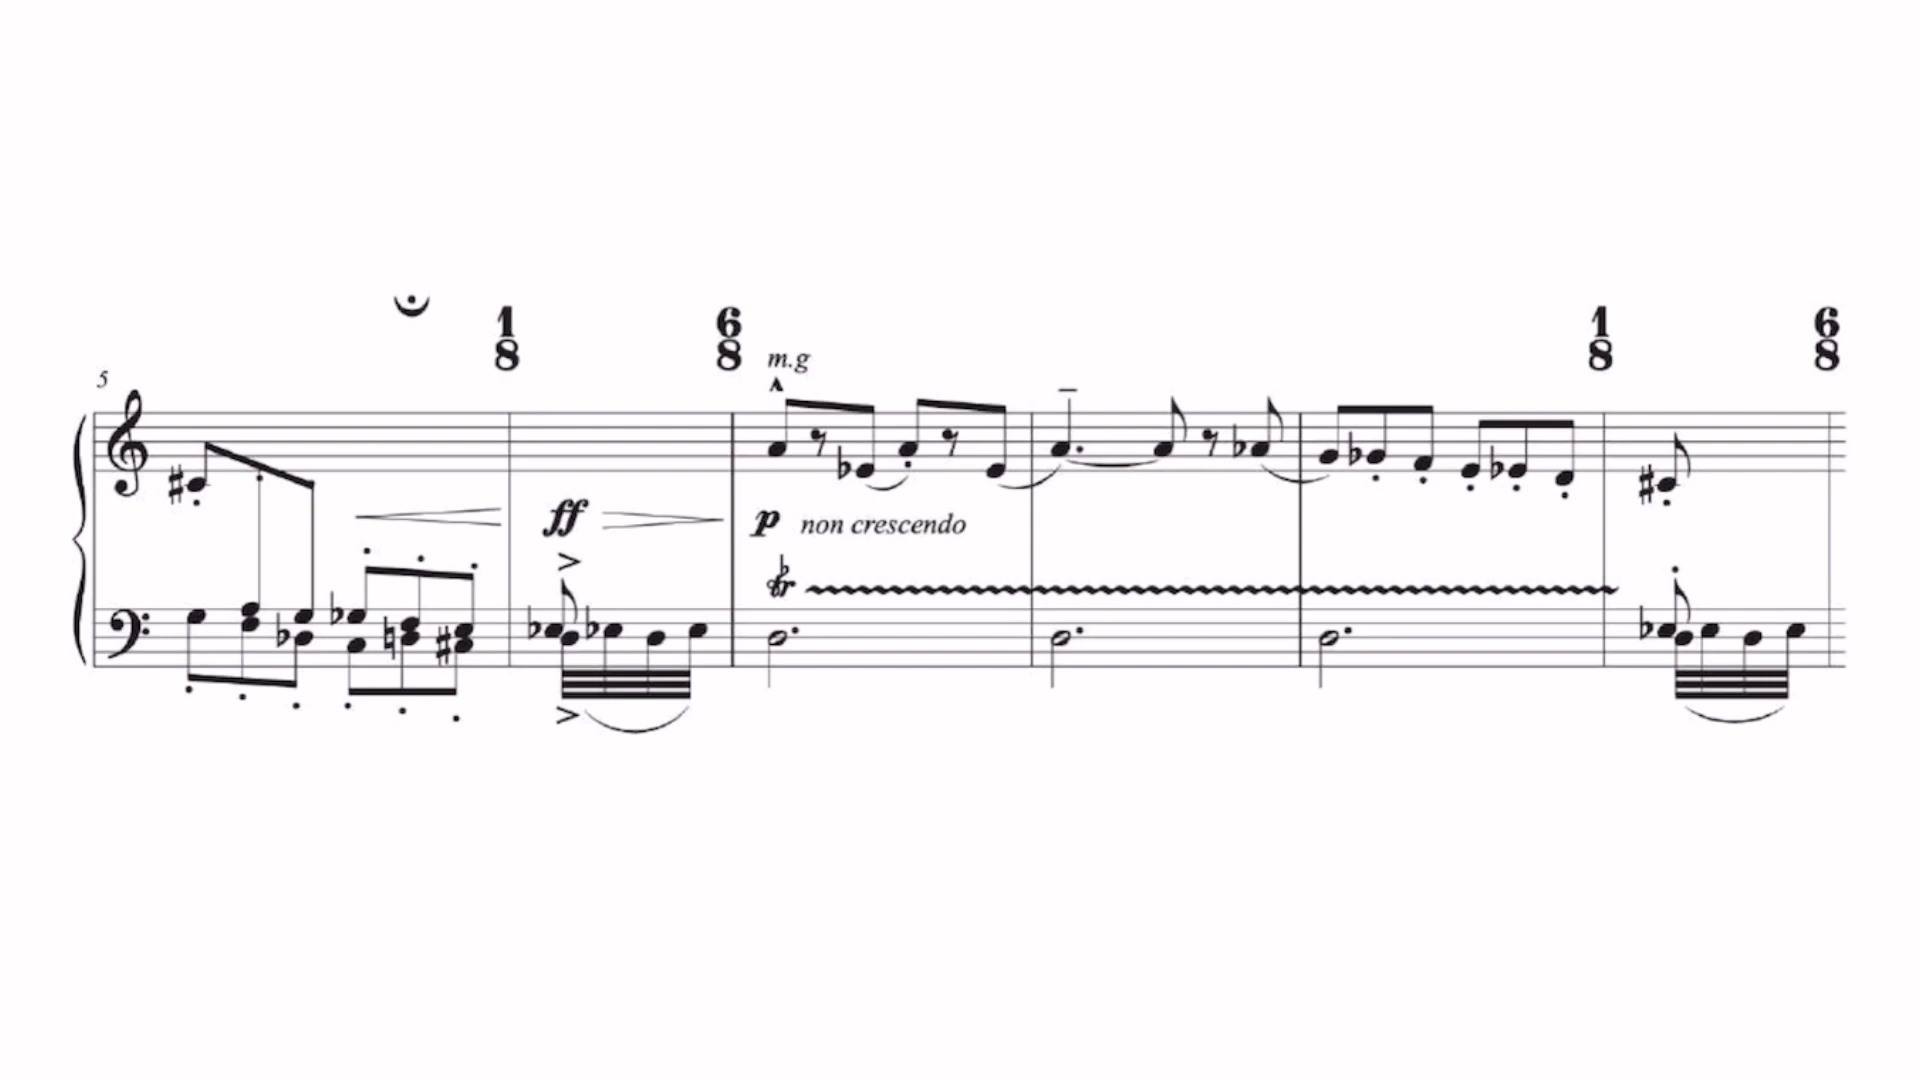 1 6 1 6
8 8 m.g 8 8
5
ff p non crescendo
tr